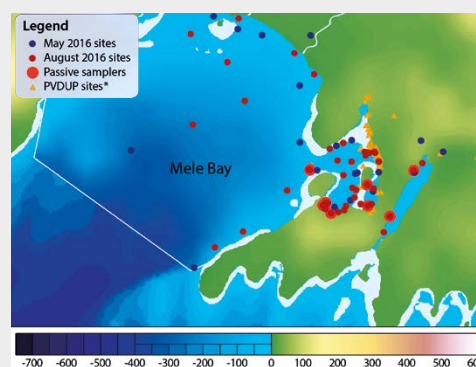 Legend
May 2016 sites
August 2016 sites
Passive samplers
PVDUP sites*
Mele Bay
-700 -600 -500 -400 -300 -200 -100 0 100 200 300 400 500 60